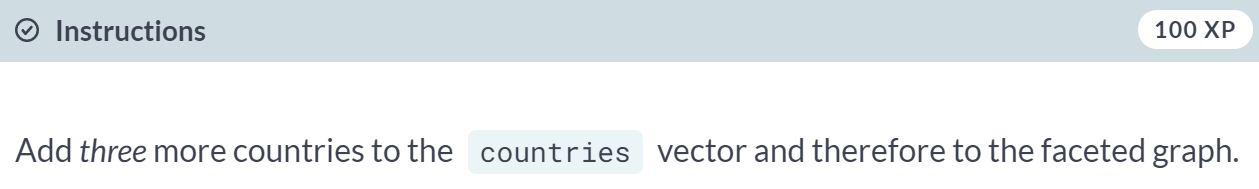 Instructions 100 XP
Add three more countries to the countries vector and therefore to the faceted graph.